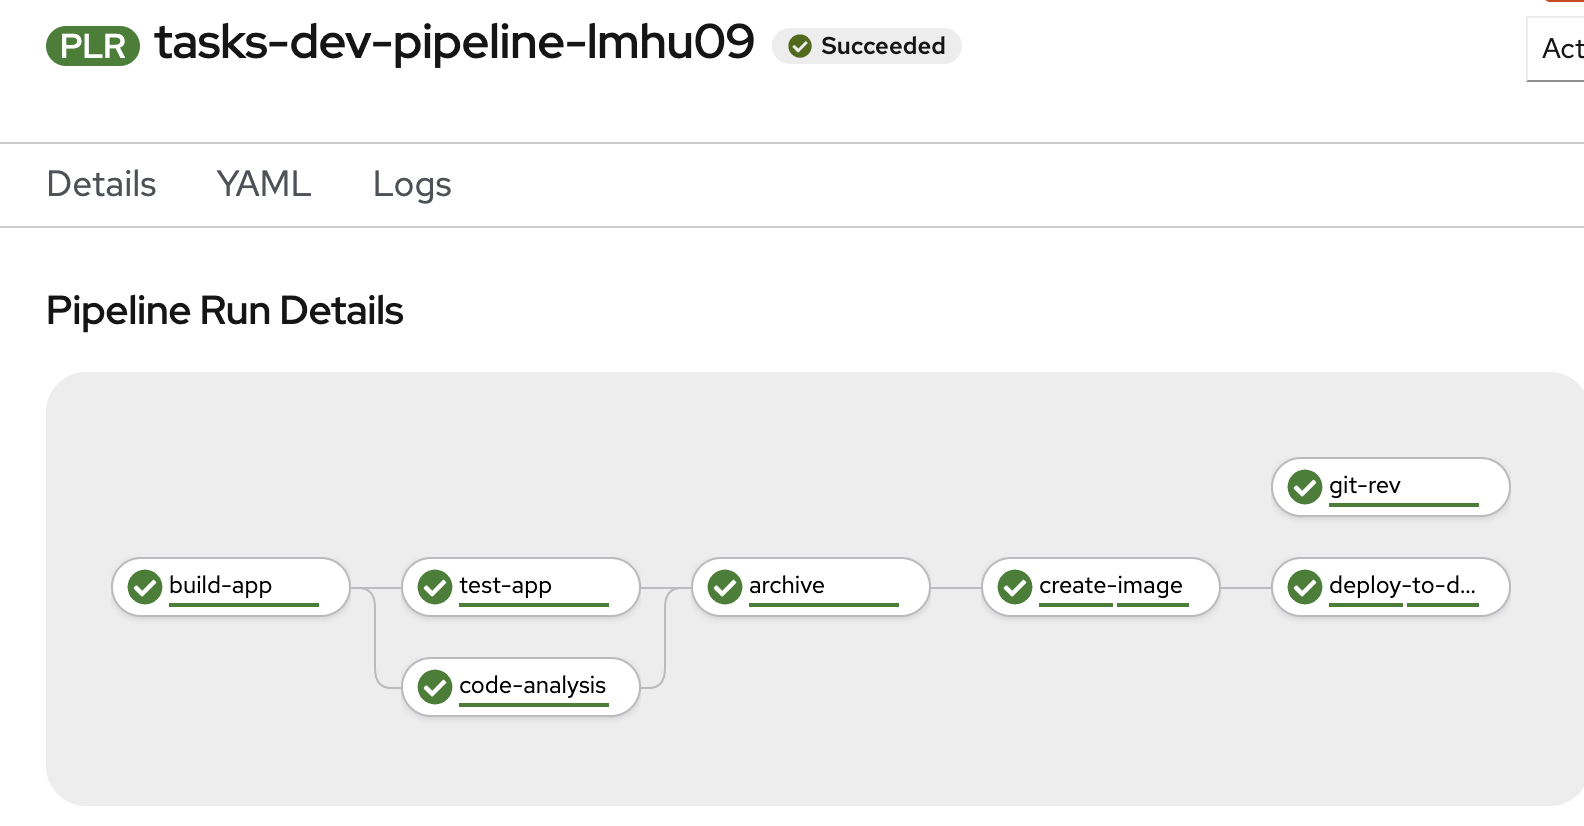 PLR tasks-dev-pipeline-lmhu09 Succeeded
Act
Details YAML Logs
Pipeline Run Details
git-rev
build-app test-app archive create-image deploy-to-d...
code-analysis